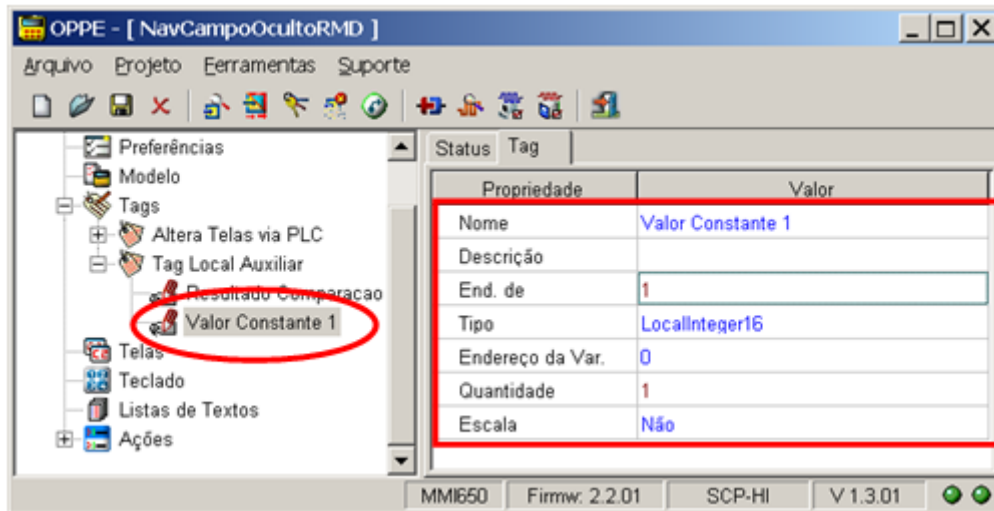 OPPE - [ NavCampoOcultoRMD ]
Arquivo Projeto Ferramentas Suporte
Preferências
Modelo
Tags
Altera Telas via PLC
Tag Local Auxiliar
Resultado Comparacao
Valor Constante 1
Telas
Teclado
Listas de Textos
Ações
Status Tag
Propriedade Valor
Nome Valor Constante 1
Descrição
End. de 1
Tipo LocalInteger16
Endereço da Var. 0
Quantidade 1
Escala Não
MMI650 Firmw: 2.2.01 SCP-HI V 1.3.01